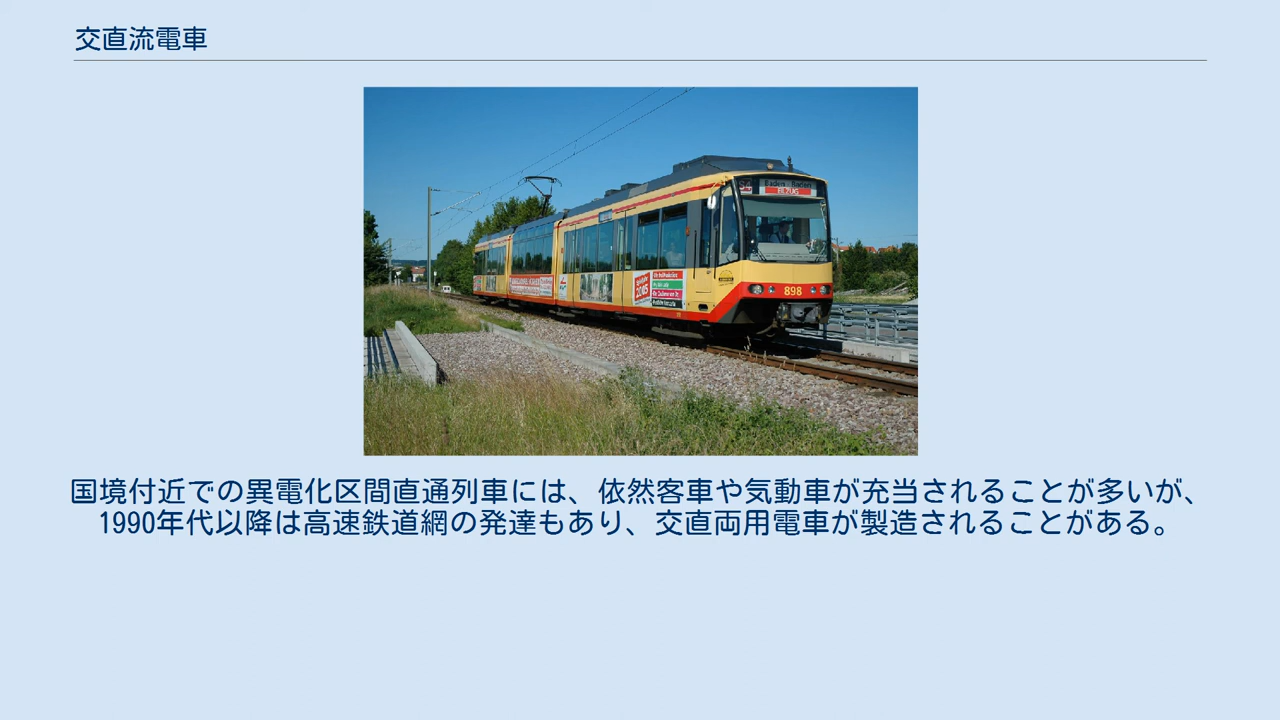 交直流電車
S4 Baden-Baden
EILZUG
898
国境付近での異電化区間直通列車には、依然客車や気動車が充当されることが多いが、
1990年代以降は高速鉄道網の発達もあり、交直両用電車が製造されることがある。